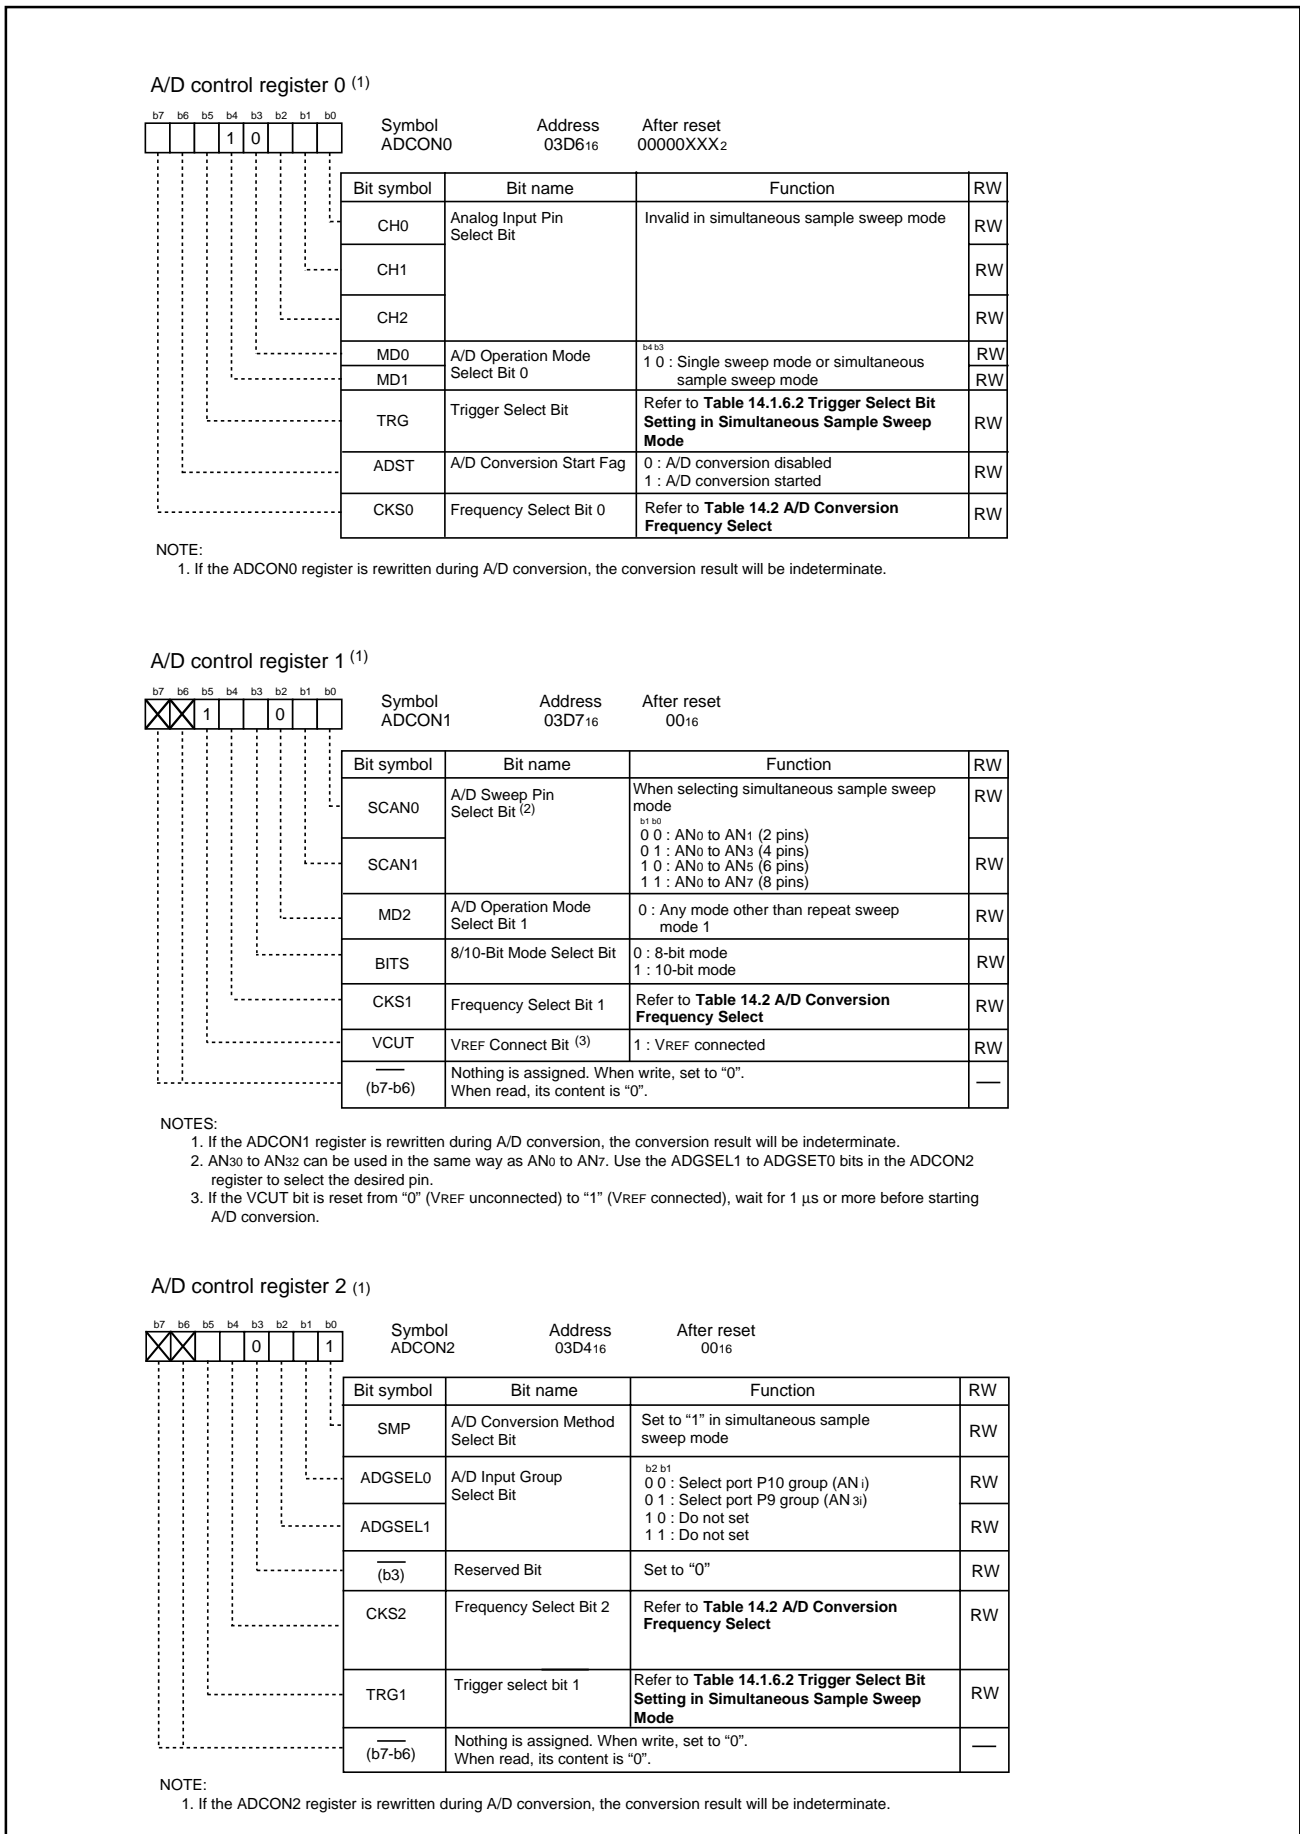 A/D control register 0 (1)
b7 b6 b5 b4 b3 b2 b1 b0
1 0
Symbol Address After reset
ADCON0 03D616 00000XXX2
Bit symbol Bit name Function RW
CH0 Analog Input Pin Select Bit Invalid in simultaneous sample sweep mode RW
CH1 RW
CH2 RW
MD0 A/D Operation Mode Select Bit 0 b4 b3 RW
1 0 : Single sweep mode or simultaneous
sample sweep mode
MD1 RW
TRG Trigger Select Bit Refer to Table 14.1.6.2 Trigger Select Bit RW
Setting in Simultaneous Sample Sweep
Mode
ADST A/D Conversion Start Fag 0 : A/D conversion disabled RW
1 : A/D conversion started
CKS0 Frequency Select Bit 0 Refer to Table 14.2 A/D Conversion RW
Frequency Select
NOTE:
1. If the ADCON0 register is rewritten during A/D conversion, the conversion result will be indeterminate.
A/D control register 1 (1)
b7 b6 b5 b4 b3 b2 b1 b0
1 0
Symbol Address After reset
ADCON1 03D716 0016
Bit symbol Bit name Function RW
SCAN0 A/D Sweep Pin Select Bit (2) When selecting simultaneous sample sweep RW
mode
b1 b0
0 0 : AN0 to AN1 (2 pins)
0 1 : AN0 to AN3 (4 pins)
1 0 : AN0 to AN5 (6 pins)
1 1 : AN0 to AN7 (8 pins)
SCAN1 RW
MD2 A/D Operation Mode Select Bit 1 0 : Any mode other than repeat sweep RW
mode 1
BITS 8/10-Bit Mode Select Bit 0 : 8-bit mode RW
1 : 10-bit mode
CKS1 Frequency Select Bit 1 Refer to Table 14.2 A/D Conversion RW
Frequency Select
VCUT VREF Connect Bit (3) 1 : VREF connected RW
(b7-b6) Nothing is assigned. When write, set to “0”. —
When read, its content is “0”.
NOTES:
1. If the ADCON1 register is rewritten during A/D conversion, the conversion result will be indeterminate.
2. AN30 to AN32 can be used in the same way as AN0 to AN7. Use the ADGSEL1 to ADGSET0 bits in the ADCON2
register to select the desired pin.
3. If the VCUT bit is reset from “0” (VREF unconnected) to “1” (VREF connected), wait for 1 μs or more before starting
A/D conversion.
A/D control register 2 (1)
b7 b6 b5 b4 b3 b2 b1 b0
0 1
Symbol Address After reset
ADCON2 03D416 0016
Bit symbol Bit name Function RW
SMP A/D Conversion Method Select Bit Set to “1” in simultaneous sample RW
sweep mode
ADGSEL0 A/D Input Group Select Bit b2 b1 RW
0 0 : Select port P10 group (ANi)
0 1 : Select port P9 group (AN3i)
1 0 : Do not set
1 1 : Do not set
ADGSEL1 RW
(b3) Reserved Bit Set to “0” RW
CKS2 Frequency Select Bit 2 Refer to Table 14.2 A/D Conversion RW
Frequency Select
TRG1 Trigger select bit 1 Refer to Table 14.1.6.2 Trigger Select Bit RW
Setting in Simultaneous Sample Sweep
Mode
(b7-b6) Nothing is assigned. When write, set to “0”. —
When read, its content is “0”.
NOTE:
1. If the ADCON2 register is rewritten during A/D conversion, the conversion result will be indeterminate.